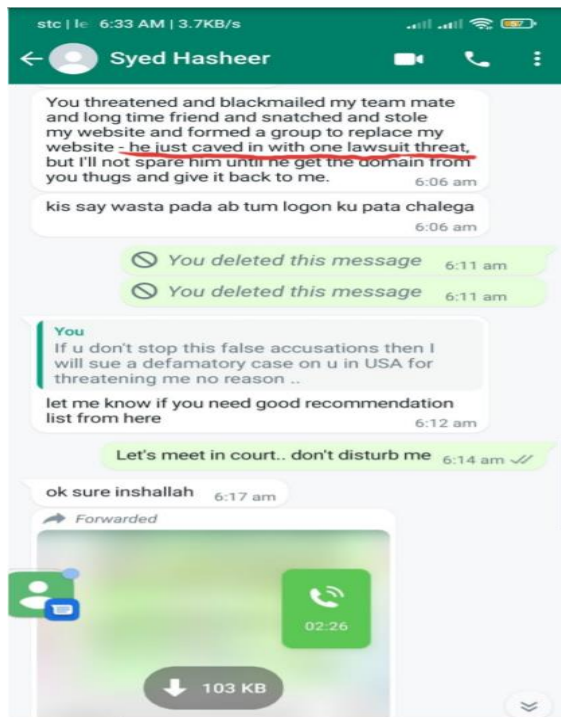 stc | le 6:33 AM | 3.7KB/s
Syed Hasheer
You threatened and blackmailed my team mate
and long time friend and snatched and stole
my website and formed a group to replace my
website - he just caved in with one lawsuit threat,
but I'll not spare him until he get the domain from
you thugs and give it back to me.
6:06 am
kis say wasta pada ab tum logon ku pata chalega
6:06 am
You deleted this message 6:11 am
You deleted this message 6:11 am
You
If u don't stop this false accusations then I
will sue a defamatory case on u in USA for
threatening me no reason ..
let me know if you need good recommendation
list from here
6:12 am
Let's meet in court.. don't disturb me 6:14 am
ok sure inshallah 6:17 am
Forwarded
02:26
103 KB